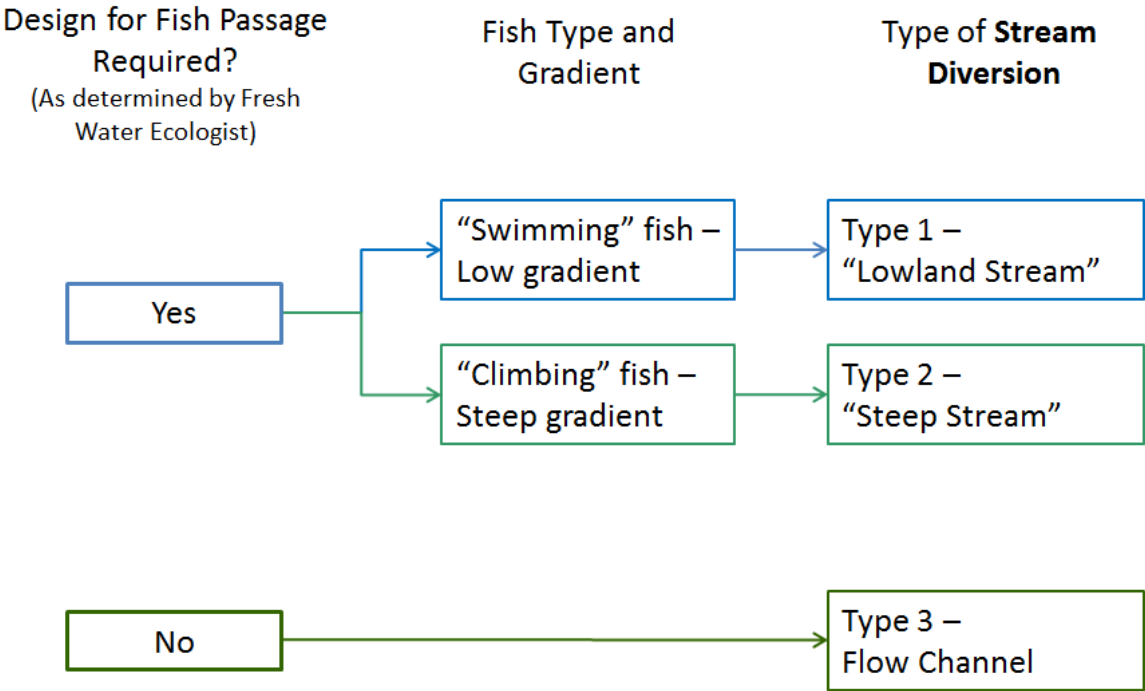 Design for Fish Passage
Required?
(As determined by Fresh
Water Ecologist)
Fish Type and
Gradient
Type of Stream
Diversion
Yes
“Swimming” fish –
Low gradient
Type 1 –
“Lowland Stream”
“Climbing” fish –
Steep gradient
Type 2 –
“Steep Stream”
No
Type 3 –
Flow Channel